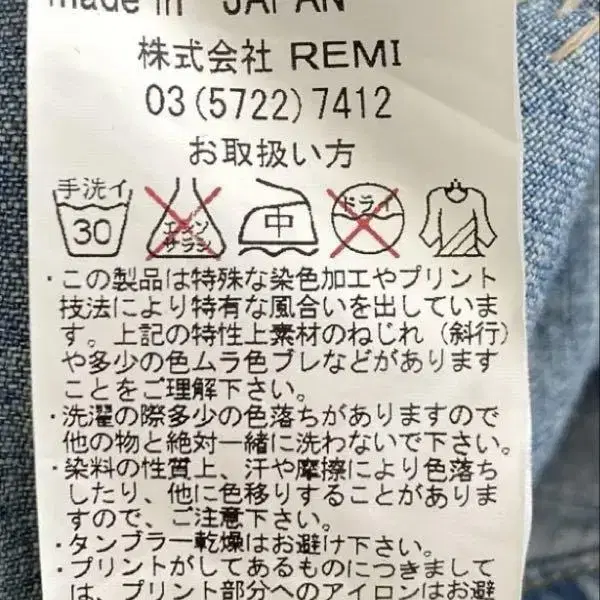 made in JAPAN
株式会社 REMI
03(5722)7412
お取扱い方
手洗イ
30
エンソ
サラシ
中
ドライ
・この製品は特殊な染色加工やプリント
技法により特有な風合いを出していま
す。上記の特性上素材のねじれ(斜行)
や多少の色ムラ色ブレなどがあります
ことをご理解下さい。
・洗濯の際多少の色落ちがありますので
他の物と絶対一緒に洗わないで下さい。
・染料の性質上、汗や摩擦により色落ち
したり、他に色移りすることがありま
すので、ご注意下さい。
・タンブラー乾燥はお避け下さい。
・プリントがしてあるものにつきまして
は、プリント部分へのアイロンはお避